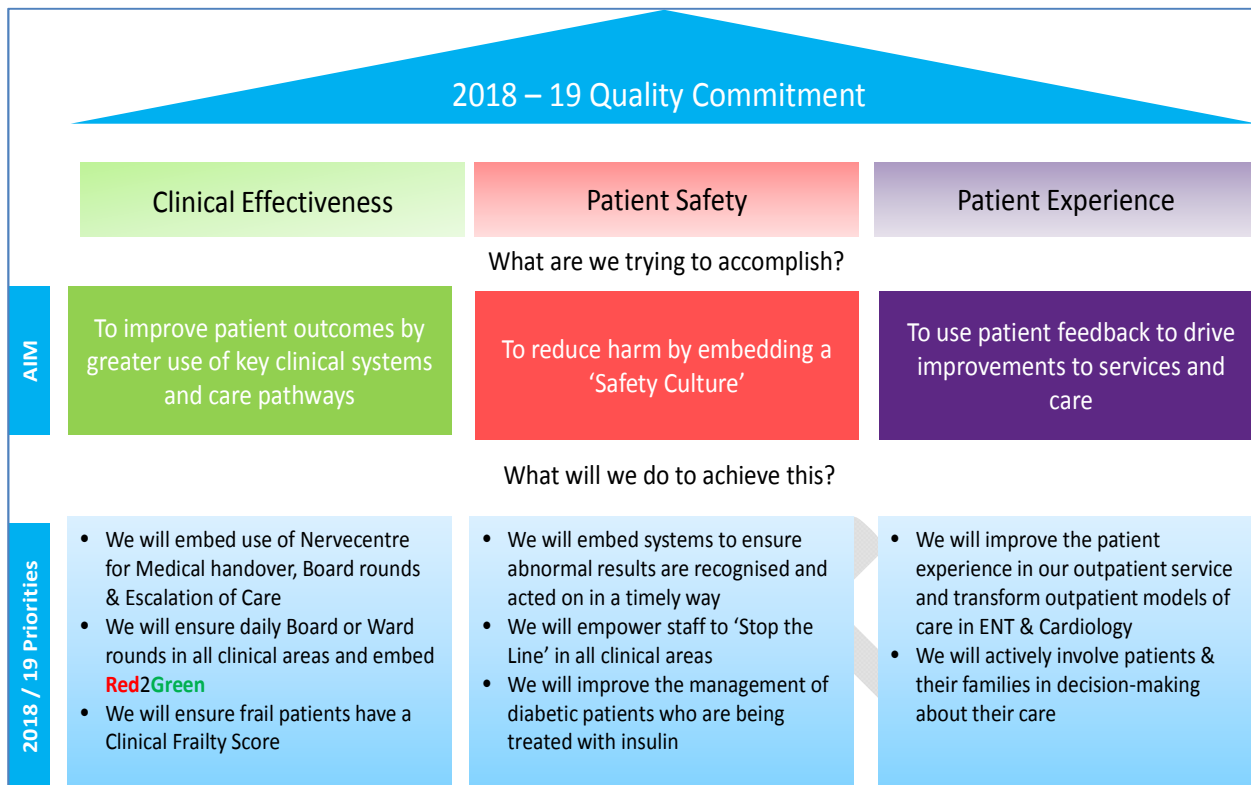 2018 – 19 Quality Commitment
Clinical Effectiveness
Patient Safety
Patient Experience
What are we trying to accomplish?
AIM
To improve patient outcomes by
greater use of key clinical systems
and care pathways
To reduce harm by embedding a
‘Safety Culture’
To use patient feedback to drive
improvements to services and
care
What will we do to achieve this?
2018 / 19 Priorities
• We will embed use of Nervecentre
for Medical handover, Board rounds
& Escalation of Care
• We will ensure daily Board or Ward
rounds in all clinical areas and embed
Red2Green
• We will ensure frail patients have a
Clinical Frailty Score
• We will embed systems to ensure
abnormal results are recognised and
acted on in a timely way
• We will empower staff to ‘Stop the
Line’ in all clinical areas
• We will improve the management of
diabetic patients who are being
treated with insulin
• We will improve the patient
experience in our outpatient service
and transform outpatient models of
care in ENT & Cardiology
• We will actively involve patients &
their families in decision-making
about their care